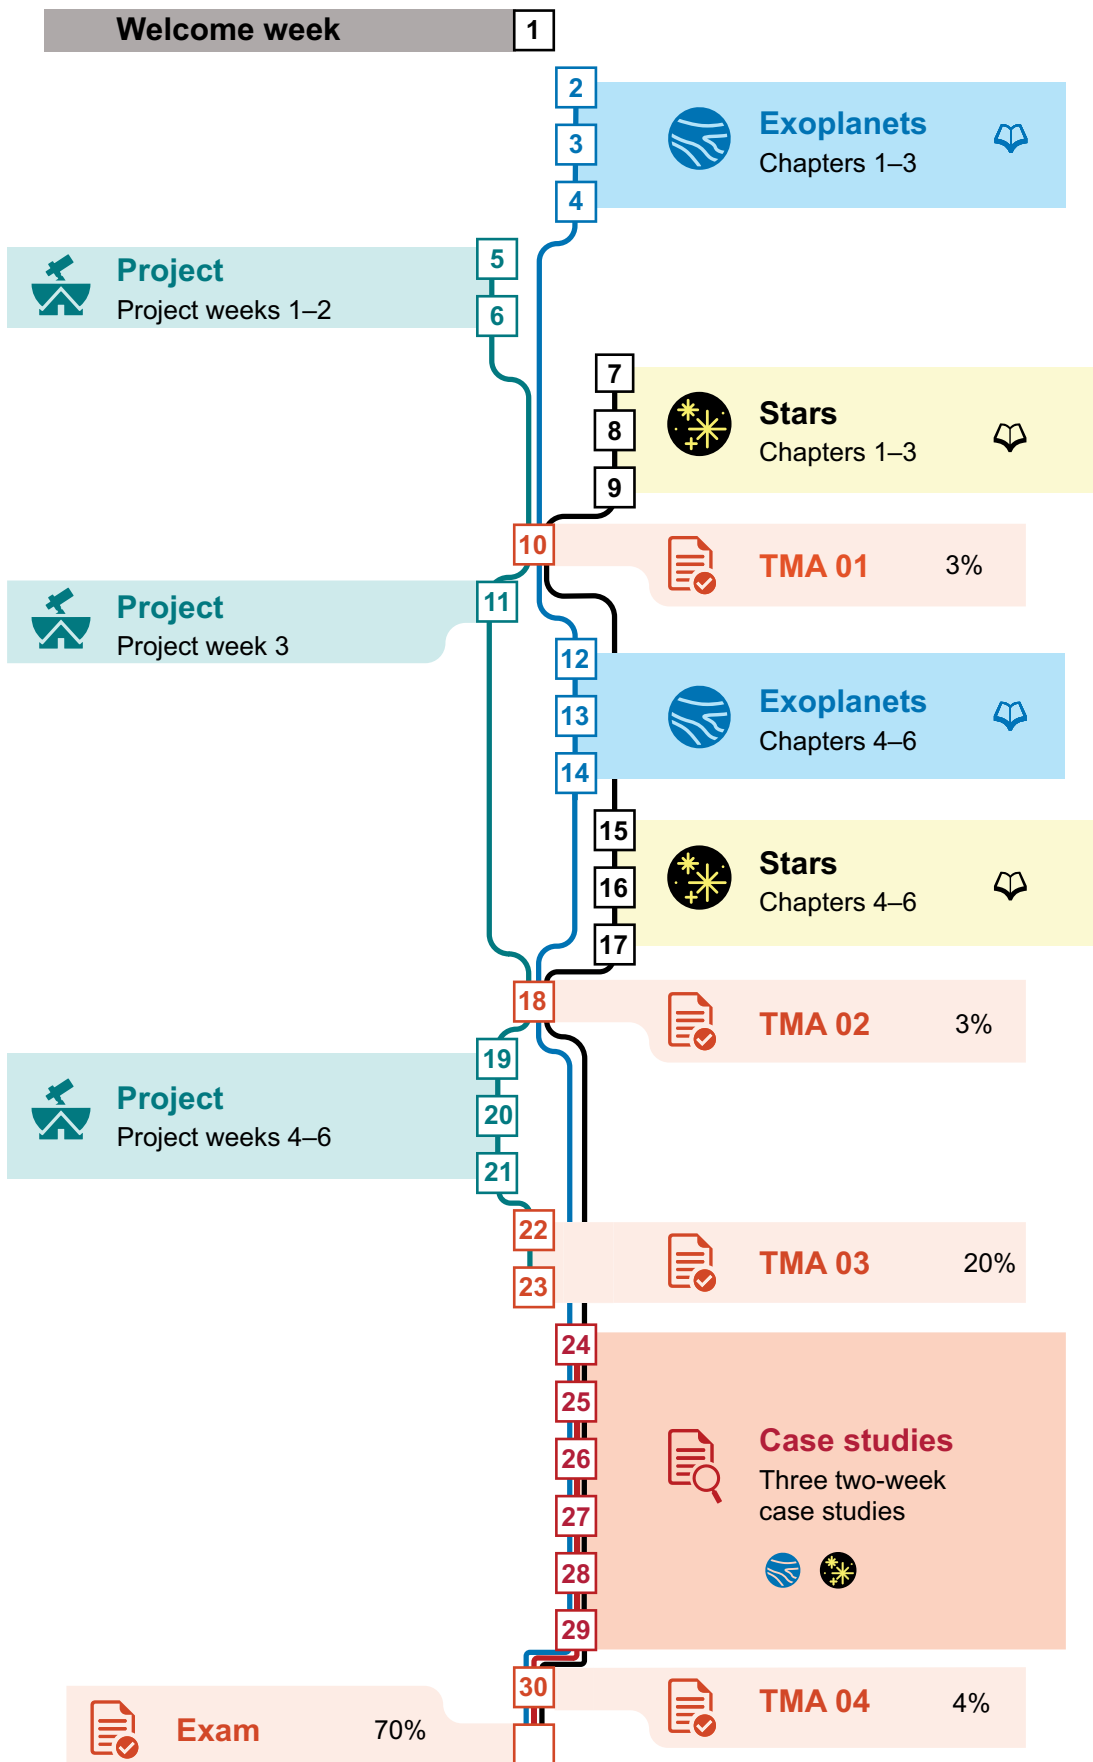 Welcome week
1
2
3
4
Exoplanets
Chapters 1–3
5
6
Project
Project weeks 1–2
7
8
9
Stars
Chapters 1–3
10
TMA 01 3%
11
Project
Project week 3
12
13
14
Exoplanets
Chapters 4–6
15
16
17
Stars
Chapters 4–6
18
TMA 02 3%
19
20
21
Project
Project weeks 4–6
22
23
TMA 03 20%
24
25
26
27
28
29
Case studies
Three two-week
case studies
30
TMA 04 4%
Exam 70%